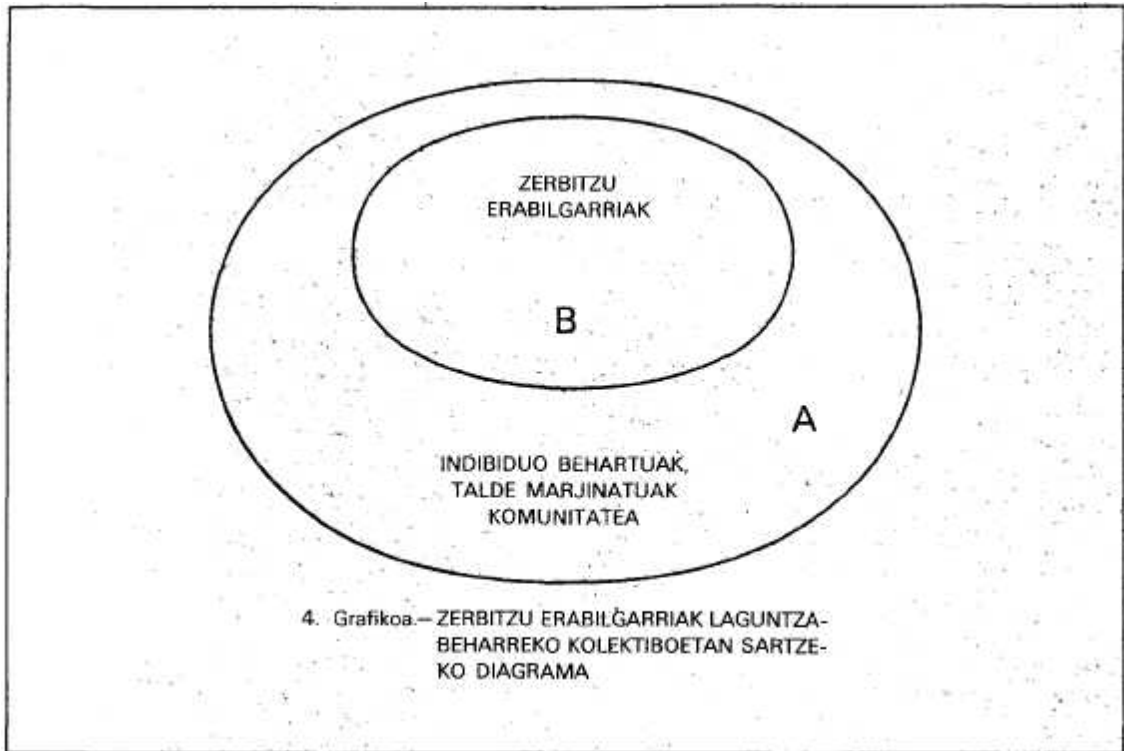 ZERBITZU
ERABILGARRIAK
B
A
INDIBIDUO BEHARTUAK,
TALDE MARJINATUAK
KOMUNITATEA
4. Grafikoa.— ZERBITZU ERABILGARRIAK LAGUNTZA-
BEHARREKO KOLEKTIBOETAN SARTZE-
KO DIAGRAMA